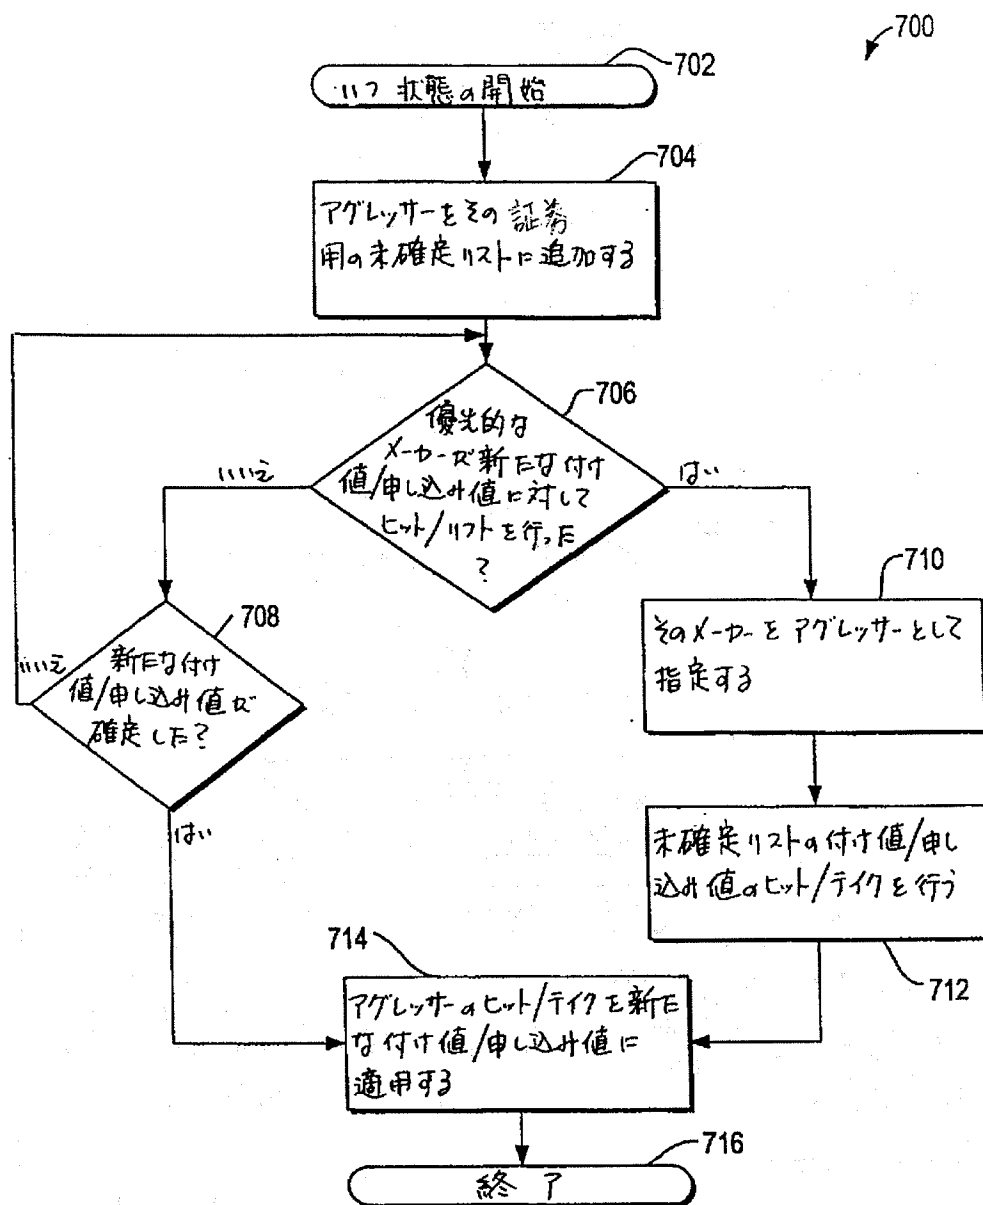 700
702
状態の開始
704
アグレッサーをその証券
用の未確定リストに追加する
706
優先的な
メーカーが新たな付け
値/申し込み値に対して
ヒット/リフトを行った
?
いいえ
はい
708
新たな付け
値/申し込み値が
確定した?
いいえ
はい
710
そのメーカーをアグレッサーとして
指定する
未確定リストの付け値/申し
込み値のヒット/テイクを行う
712
714
アグレッサーのヒット/テイクを新た
な付け値/申し込み値に
適用する
716
終了